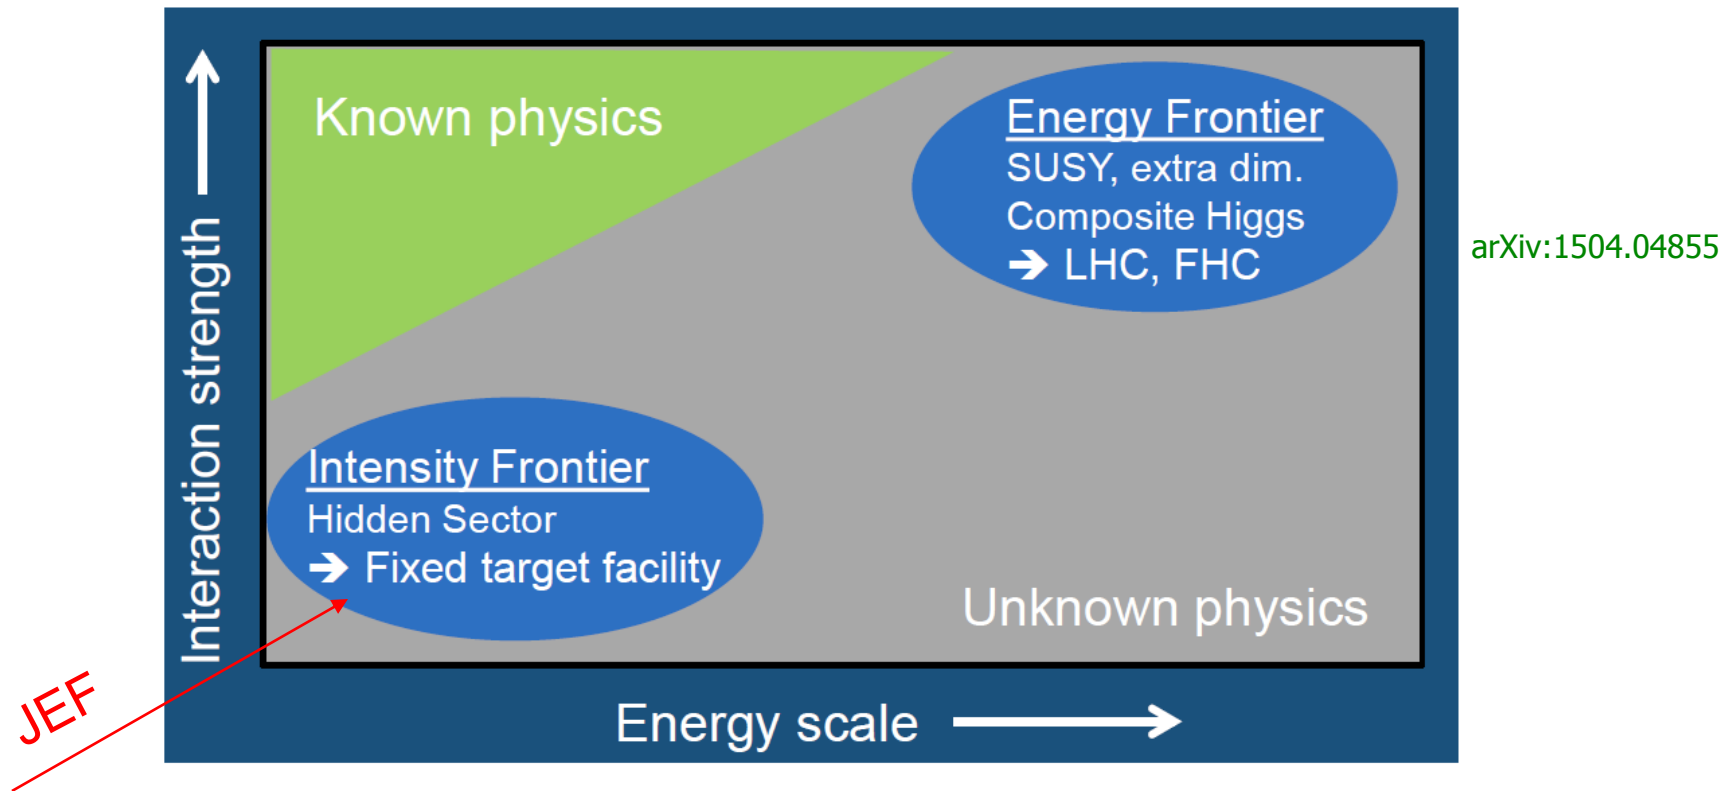 Known physics
Energy Frontier
SUSY, extra dim.
Composite Higgs
➔ LHC, FHC
arXiv:1504.04855
Interaction strength
Intensity Frontier
Hidden Sector
➔ Fixed target facility
Unknown physics
JEF
Energy scale